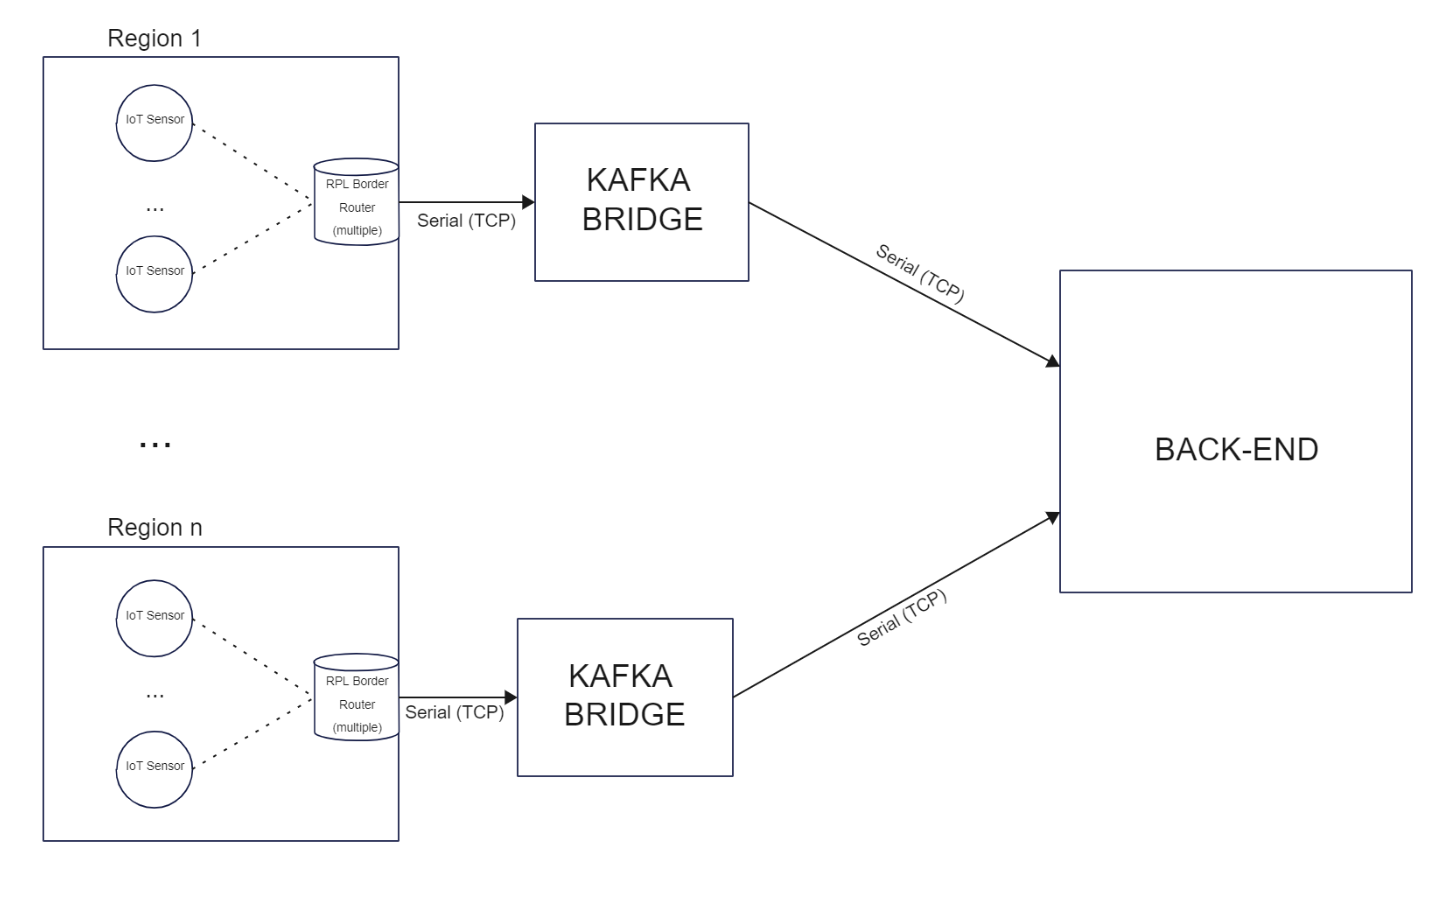 Region 1
IoT Sensor
...
IoT Sensor
RPL Border
Router
(multiple)
Serial (TCP)
KAFKA
BRIDGE
Serial (TCP)
...
Region n
IoT Sensor
...
IoT Sensor
RPL Border
Router
(multiple)
Serial (TCP)
KAFKA
BRIDGE
Serial (TCP)
BACK-END